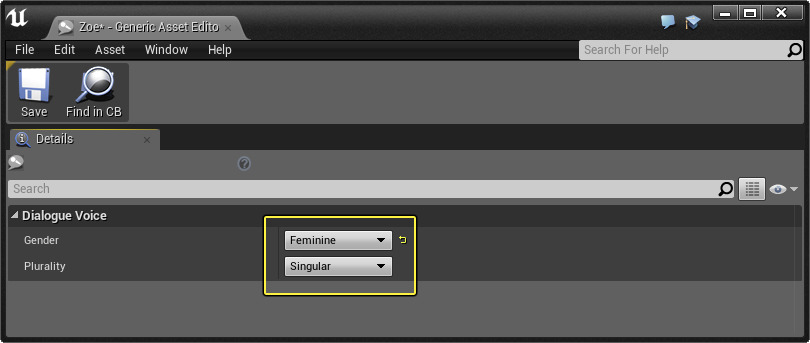 Zoe* - Generic Asset Edito
File Edit Asset Window Help
Search For Help
Save Find in CB
Details
Search
Dialogue Voice
Gender Feminine
Plurality Singular